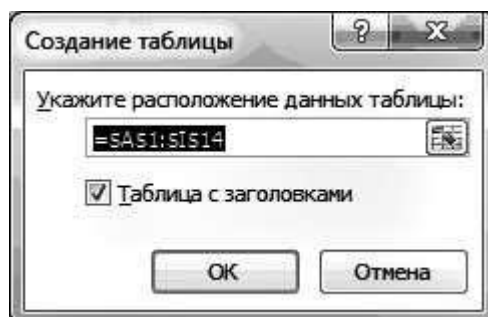 Создание таблицы
Укажите расположение данных таблицы:
=$A$1:$I$14
Таблица с заголовками
ОК
Отмена